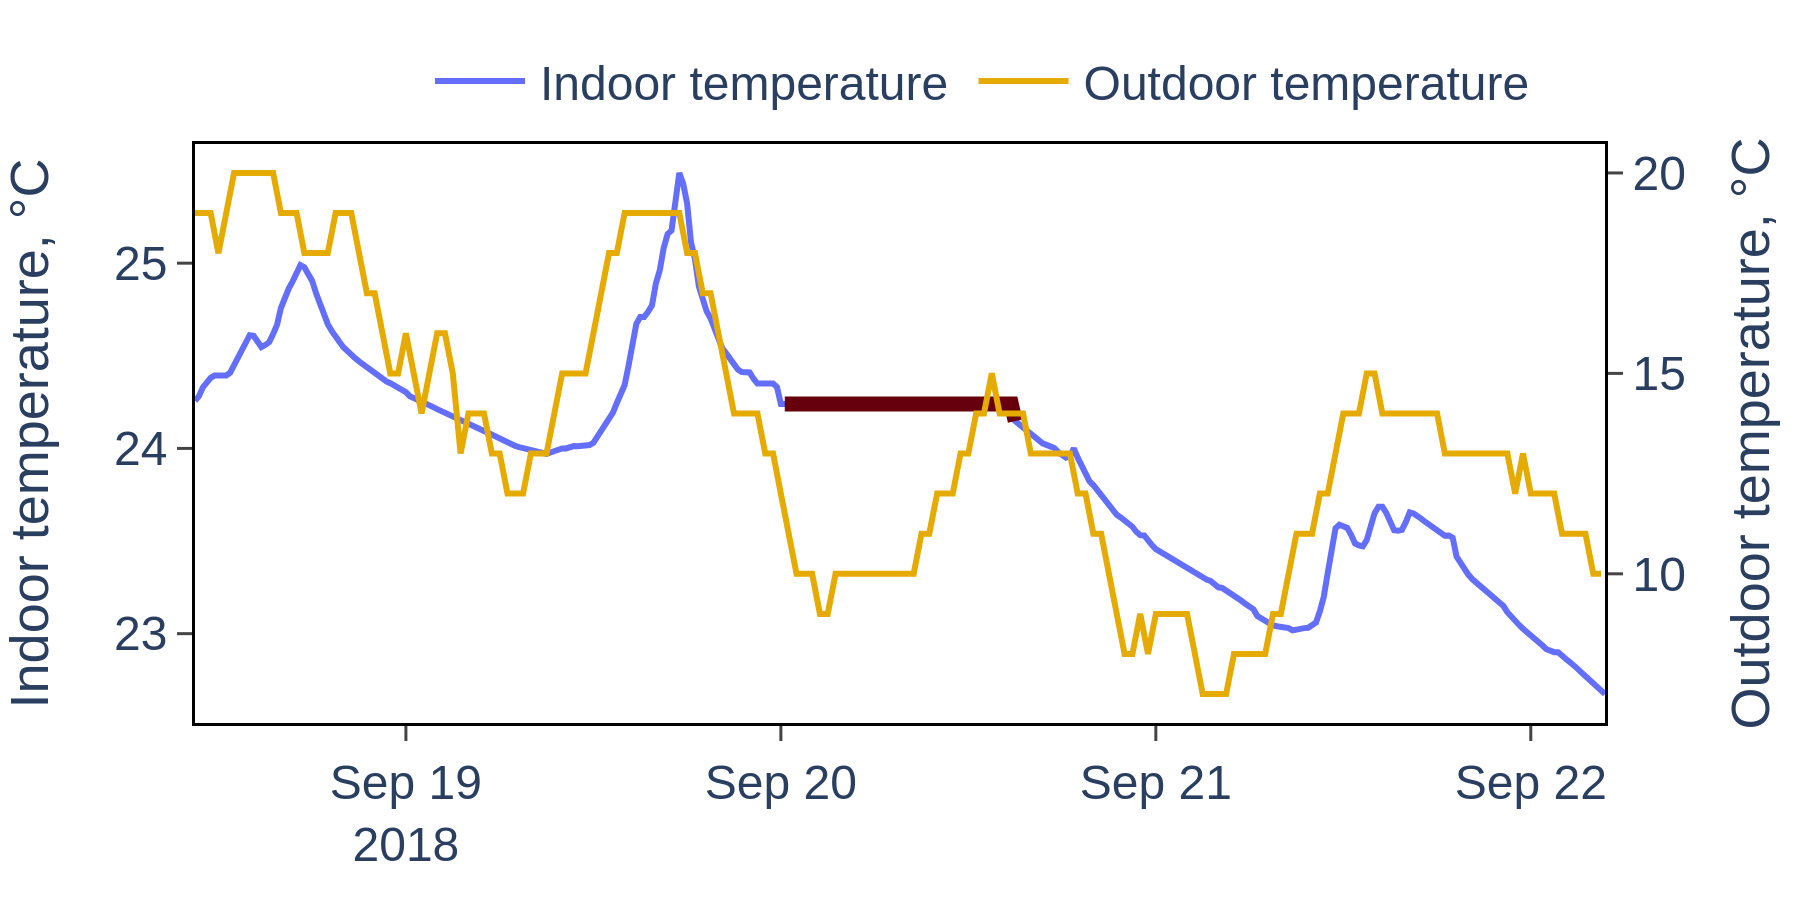 Indoor temperature
Outdoor temperature
Indoor temperature, °C
25
24
23
20
15
10
Outdoor temperature, °C
Sep 19
2018
Sep 20
Sep 21
Sep 22